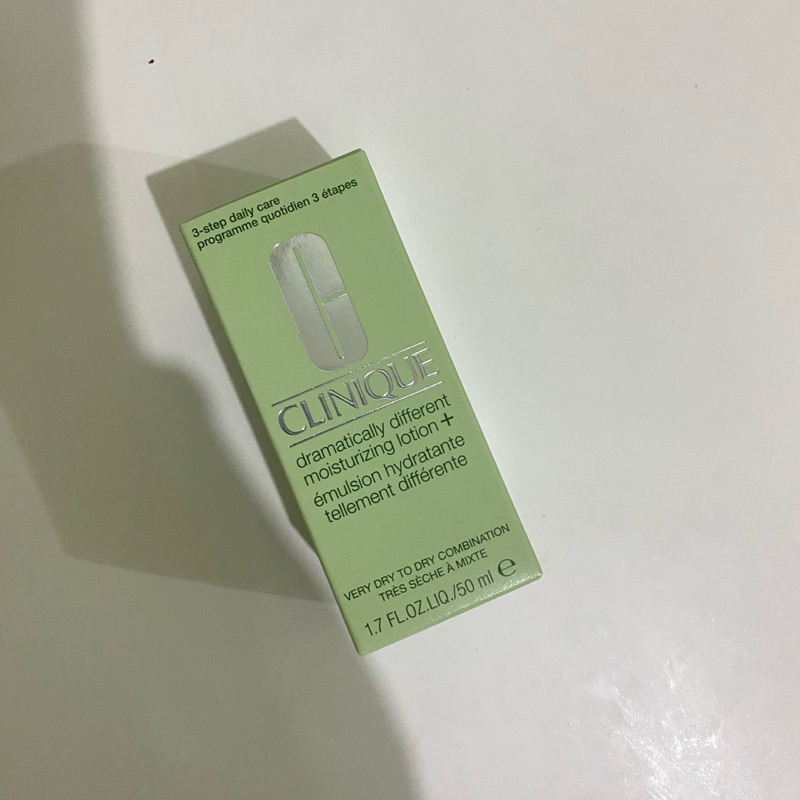 3-step daily care
programme quotidien 3 étapes
CLINIQUE
dramatically different
moisturizing lotion+
émulsion hydratante
tellement différente
VERY DRY TO DRY COMBINATION
TRÈS SÈCHE À MIXTE
1.7 FL.OZ.LIQ./50 ml ℮